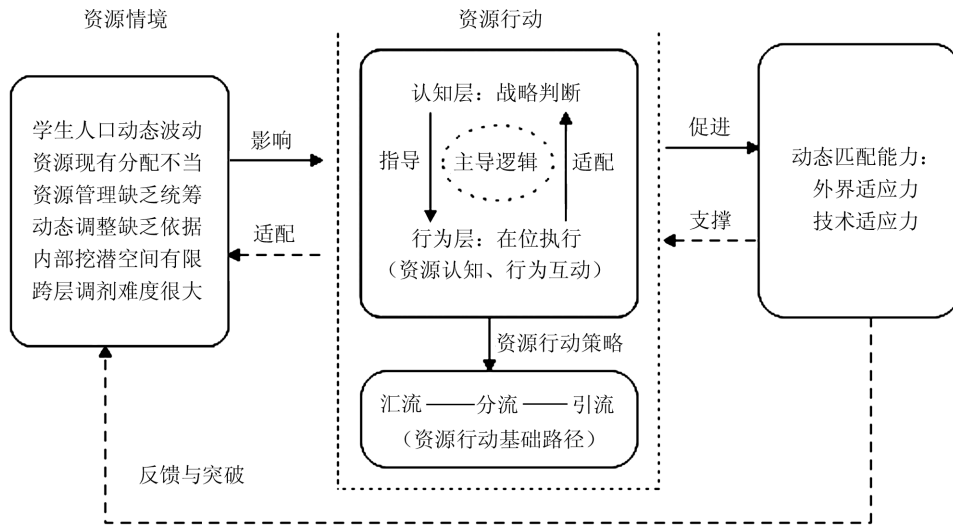 资源情境
资源行动
学生人口动态波动
资源现有分配不当
资源管理缺乏统筹
动态调整缺乏依据
内部挖潜空间有限
跨层调剂难度很大
影响
适配
认知层：战略判断
指导
主导逻辑
适配
行为层：在位执行
（资源认知、行为互动）
资源行动策略
汇流——分流——引流
（资源行动基础路径）
促进
支撑
动态匹配能力：
外界适应力
技术适应力
反馈与突破